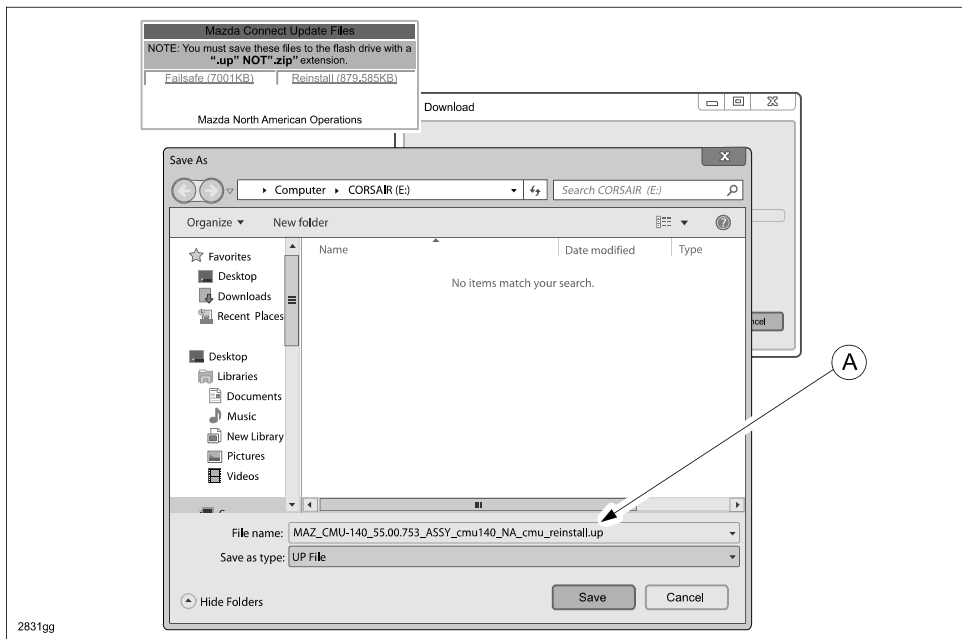 Mazda Connect Update Files
NOTE: You must save these files to the flash drive with a
“.up” NOT”.zip” extension.
Failsafe (7001KB) Reinstall (879,585KB)
Mazda North American Operations
Download
Save As
Computer CORSAIR (E:) Search CORSAIR (E:)
Organize New folder
Favorites
Desktop
Downloads
Recent Places
Desktop
Libraries
Documents
Music
New Library
Pictures
Videos
Name Date modified Type
No items match your search.
ncel
A
File name: MAZ_CMU-140_55.00.753_ASSY_cmu140_NA_cmu_reinstall.up
Save as type: UP File
Hide Folders Save Cancel
2831gg